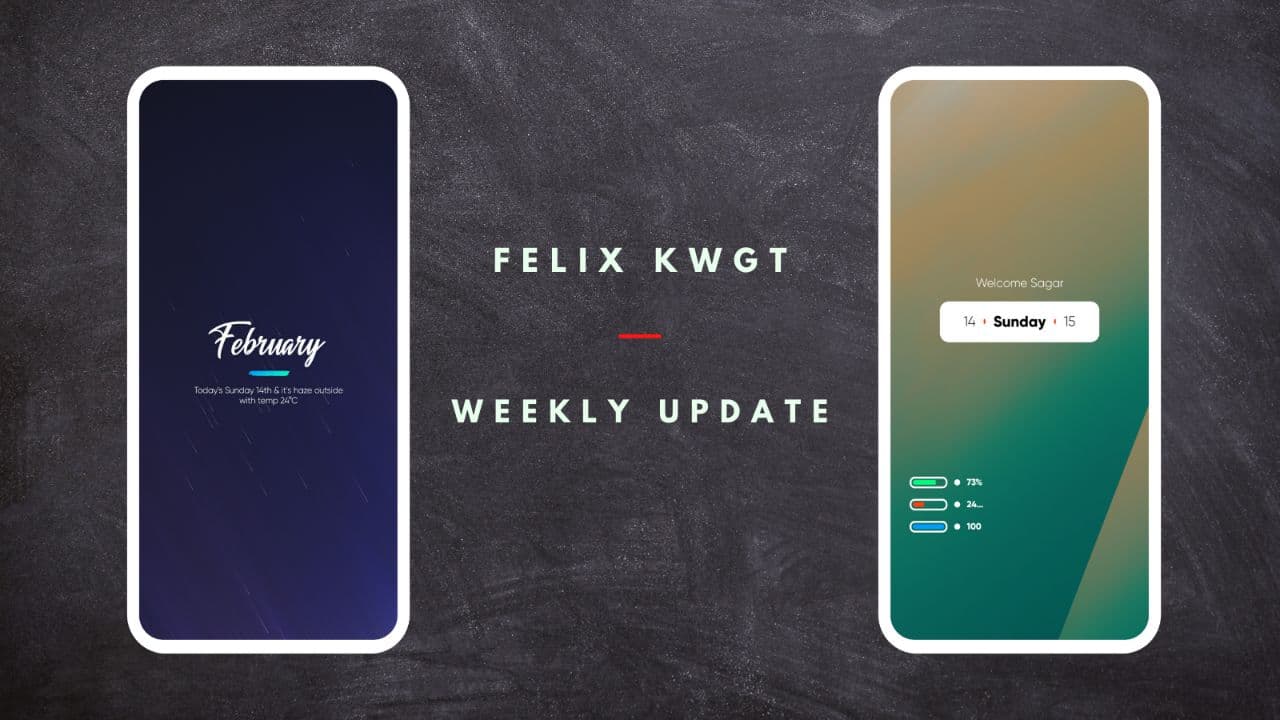 February
Today's Sunday 14th & it's haze outside
with temp 24°C
FELIX KWGT
WEEKLY UPDATE
Welcome Sagar
14 Sunday 15
73%
24...
100